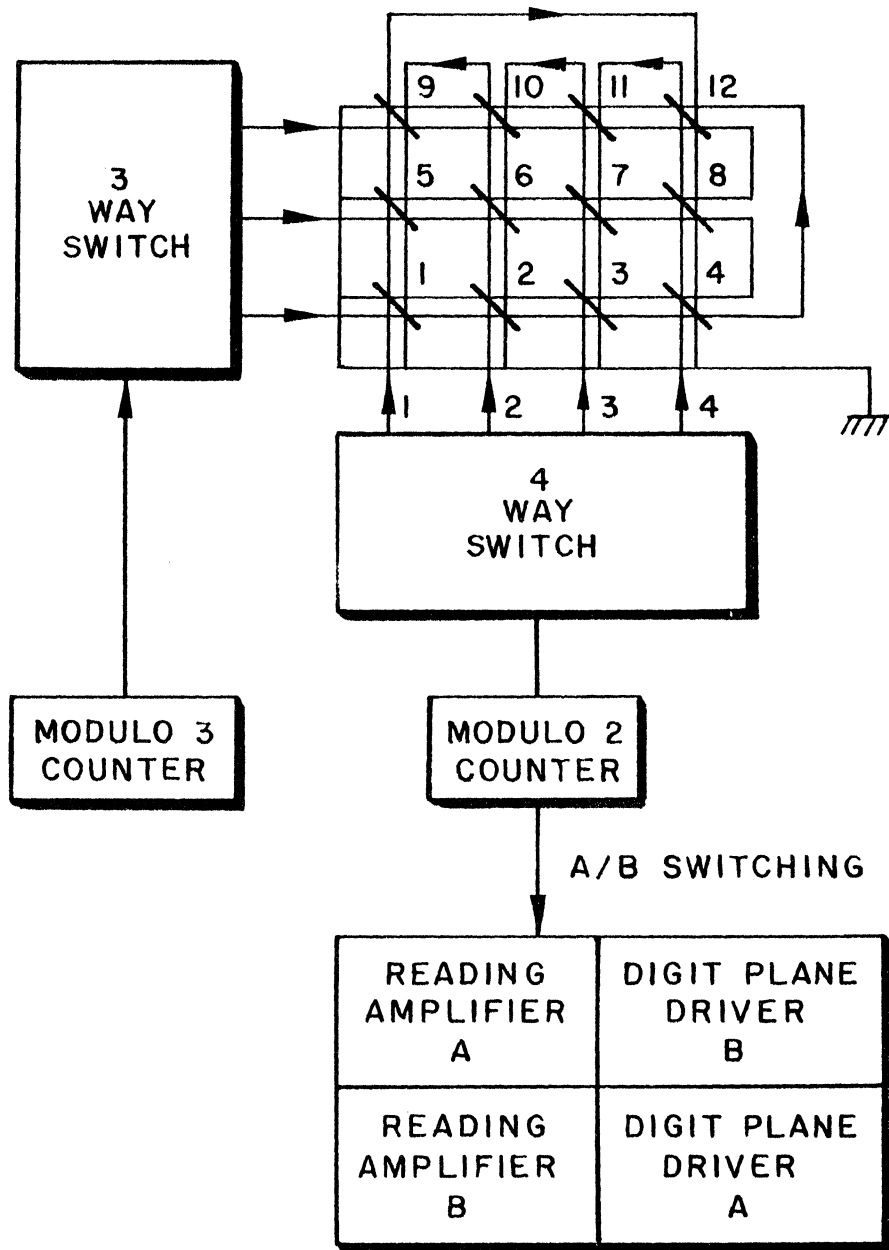 9 10 11 12
3
WAY
SWITCH
5 6 7 8
1 2 3 4
1 2 3 4
4
WAY
SWITCH
MODULO 3
COUNTER
MODULO 2
COUNTER
A/B SWITCHING
READING
AMPLIFIER
A
DIGIT PLANE
DRIVER
B
READING
AMPLIFIER
B
DIGIT PLANE
DRIVER
A